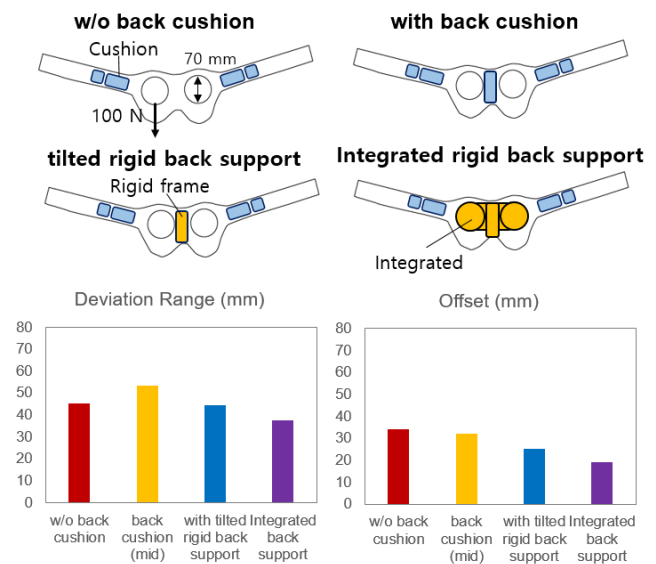 w/o back cushion
with back cushion
Cushion
70 mm
100 N
tilted rigid back support
Integrated rigid back support
Rigid frame
Integrated
Deviation Range (mm)
80
70
60
50
40
30
20
10
0
w/o back
cushion
back
cushion
(mid)
with tilted
rigid back
support
Integrated
back
support
Offset (mm)
80
70
60
50
40
30
20
10
0
w/o back
cushion
back
cushion
(mid)
with tilted
rigid back
support
Integrated
back
support